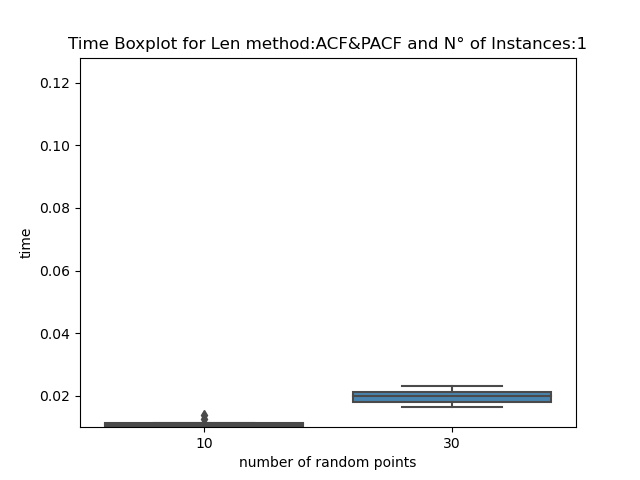 Time Boxplot for Len method:ACF&PACF and N° of Instances:1
0.12
0.10
0.08
0.06
0.04
0.02
time
10
30
number of random points